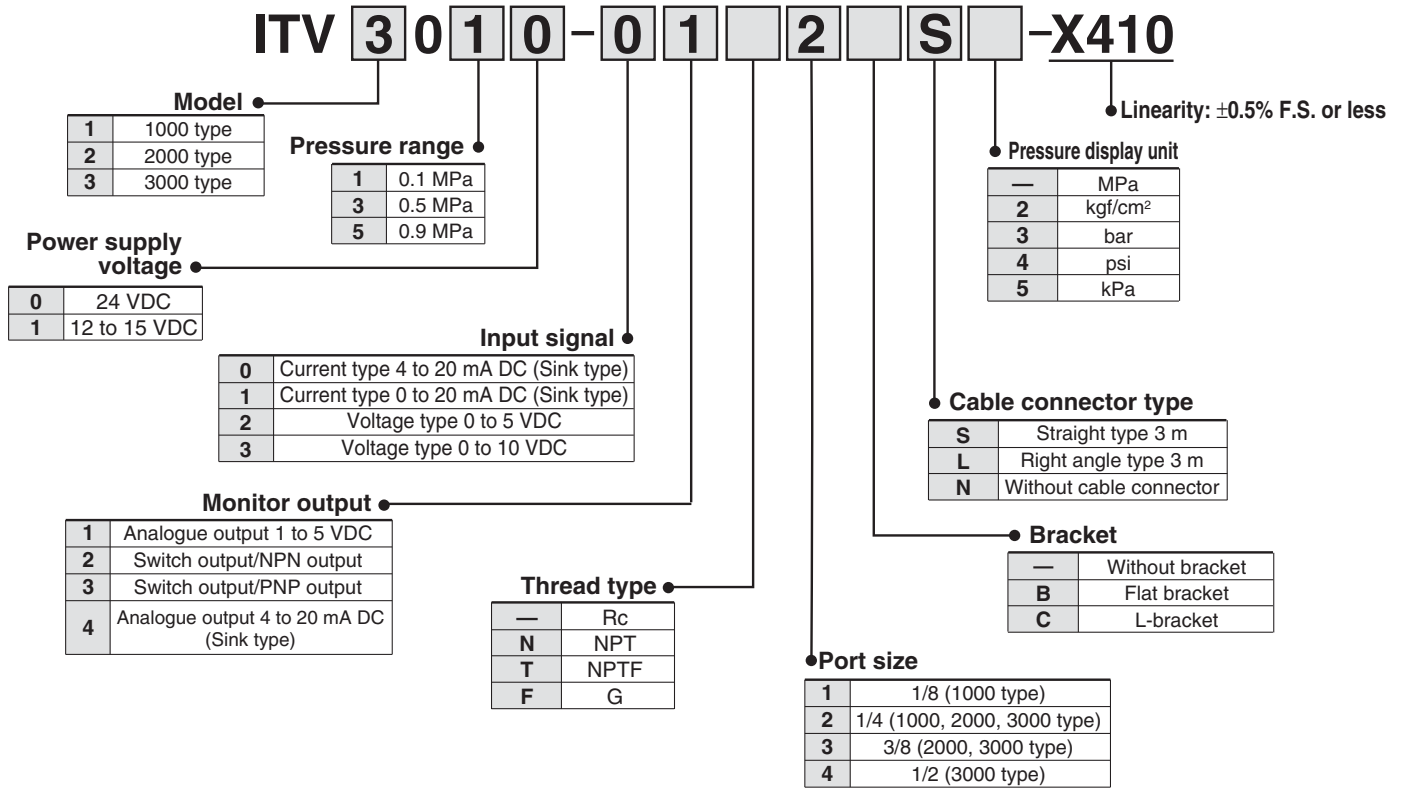 ITV 3 0 1 0 - 0 1 2 S -X410
Linearity: ±0.5% F.S. or less
Model
1 1000 type
2 2000 type
3 3000 type
Pressure range
1 0.1 MPa
3 0.5 MPa
5 0.9 MPa
Pressure display unit
— MPa
2 kgf/cm²
3 bar
4 psi
5 kPa
Power supply
voltage
0 24 VDC
1 12 to 15 VDC
Input signal
0 Current type 4 to 20 mA DC (Sink type)
1 Current type 0 to 20 mA DC (Sink type)
2 Voltage type 0 to 5 VDC
3 Voltage type 0 to 10 VDC
Cable connector type
S Straight type 3 m
L Right angle type 3 m
N Without cable connector
Monitor output
1 Analogue output 1 to 5 VDC
2 Switch output/NPN output
3 Switch output/PNP output
4 Analogue output 4 to 20 mA DC
(Sink type)
Bracket
— Without bracket
B Flat bracket
C L-bracket
Thread type
— Rc
N NPT
T NPTF
F G
Port size
1 1/8 (1000 type)
2 1/4 (1000, 2000, 3000 type)
3 3/8 (2000, 3000 type)
4 1/2 (3000 type)